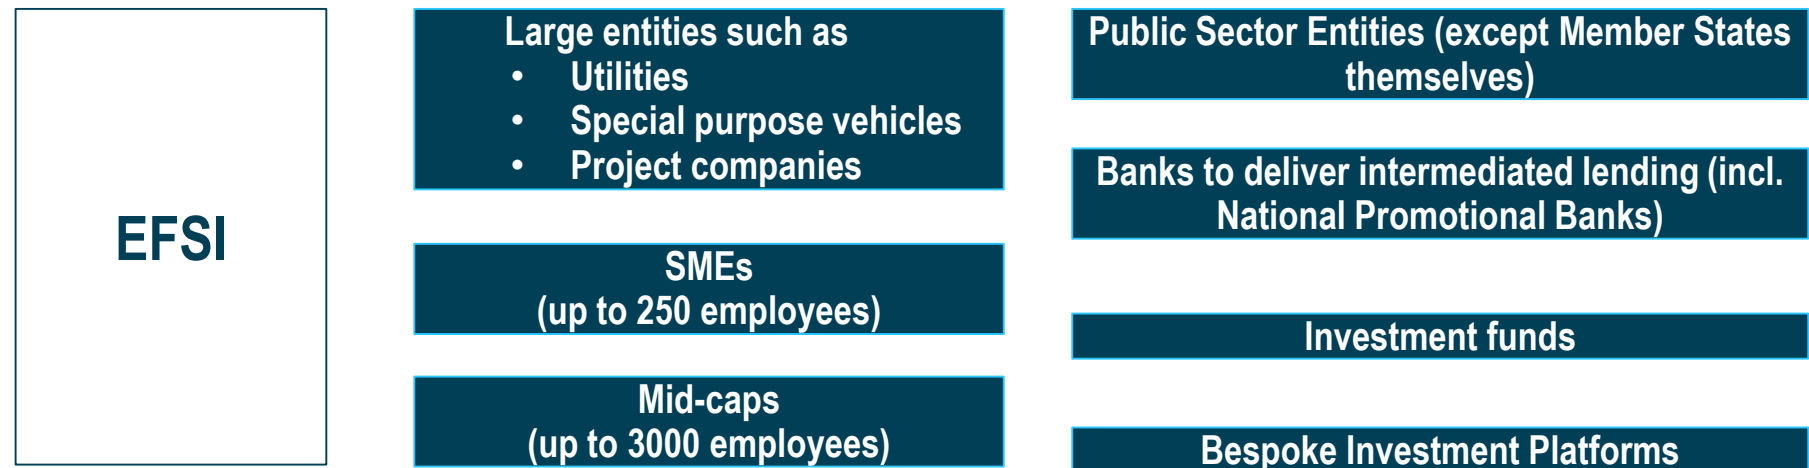 EFSI
Large entities such as
• Utilities
• Special purpose vehicles
• Project companies
SMEs
(up to 250 employees)
Mid-caps
(up to 3000 employees)
Public Sector Entities (except Member States
themselves)
Banks to deliver intermediated lending (incl.
National Promotional Banks)
Investment funds
Bespoke Investment Platforms